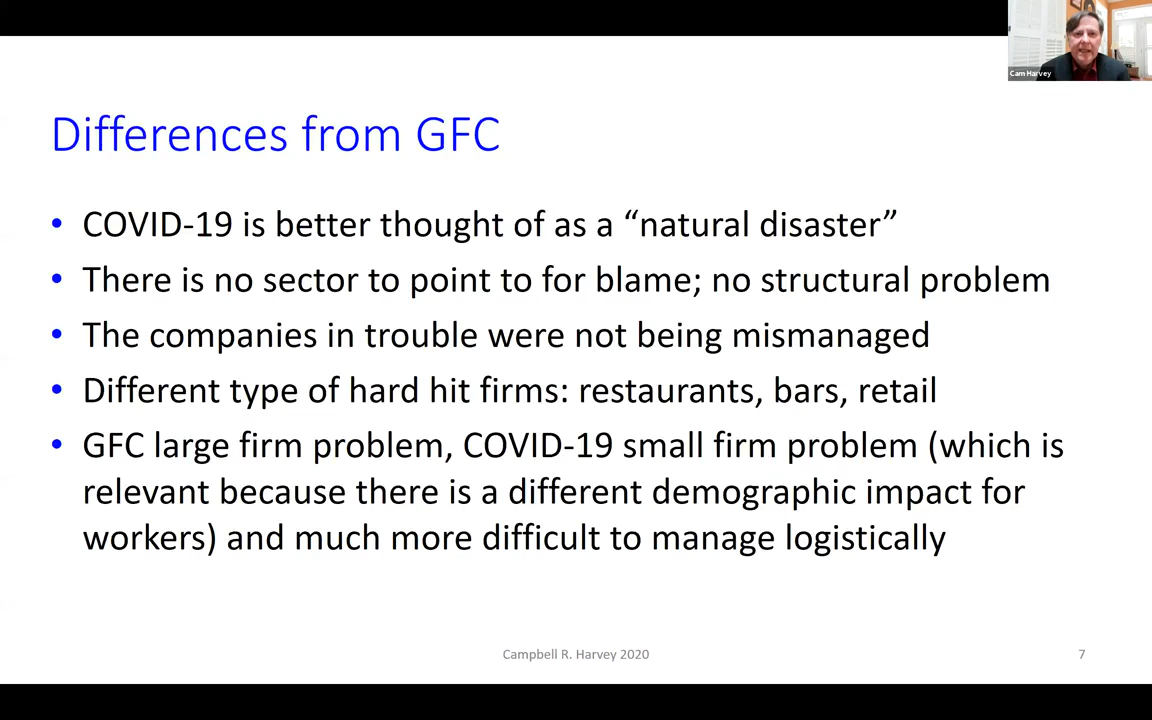 Cam Harvey
Differences from GFC
• COVID-19 is better thought of as a “natural disaster”
• There is no sector to point to for blame; no structural problem
• The companies in trouble were not being mismanaged
• Different type of hard hit firms: restaurants, bars, retail
• GFC large firm problem, COVID-19 small firm problem (which is
relevant because there is a different demographic impact for
workers) and much more difficult to manage logistically
Campbell R. Harvey 2020
7